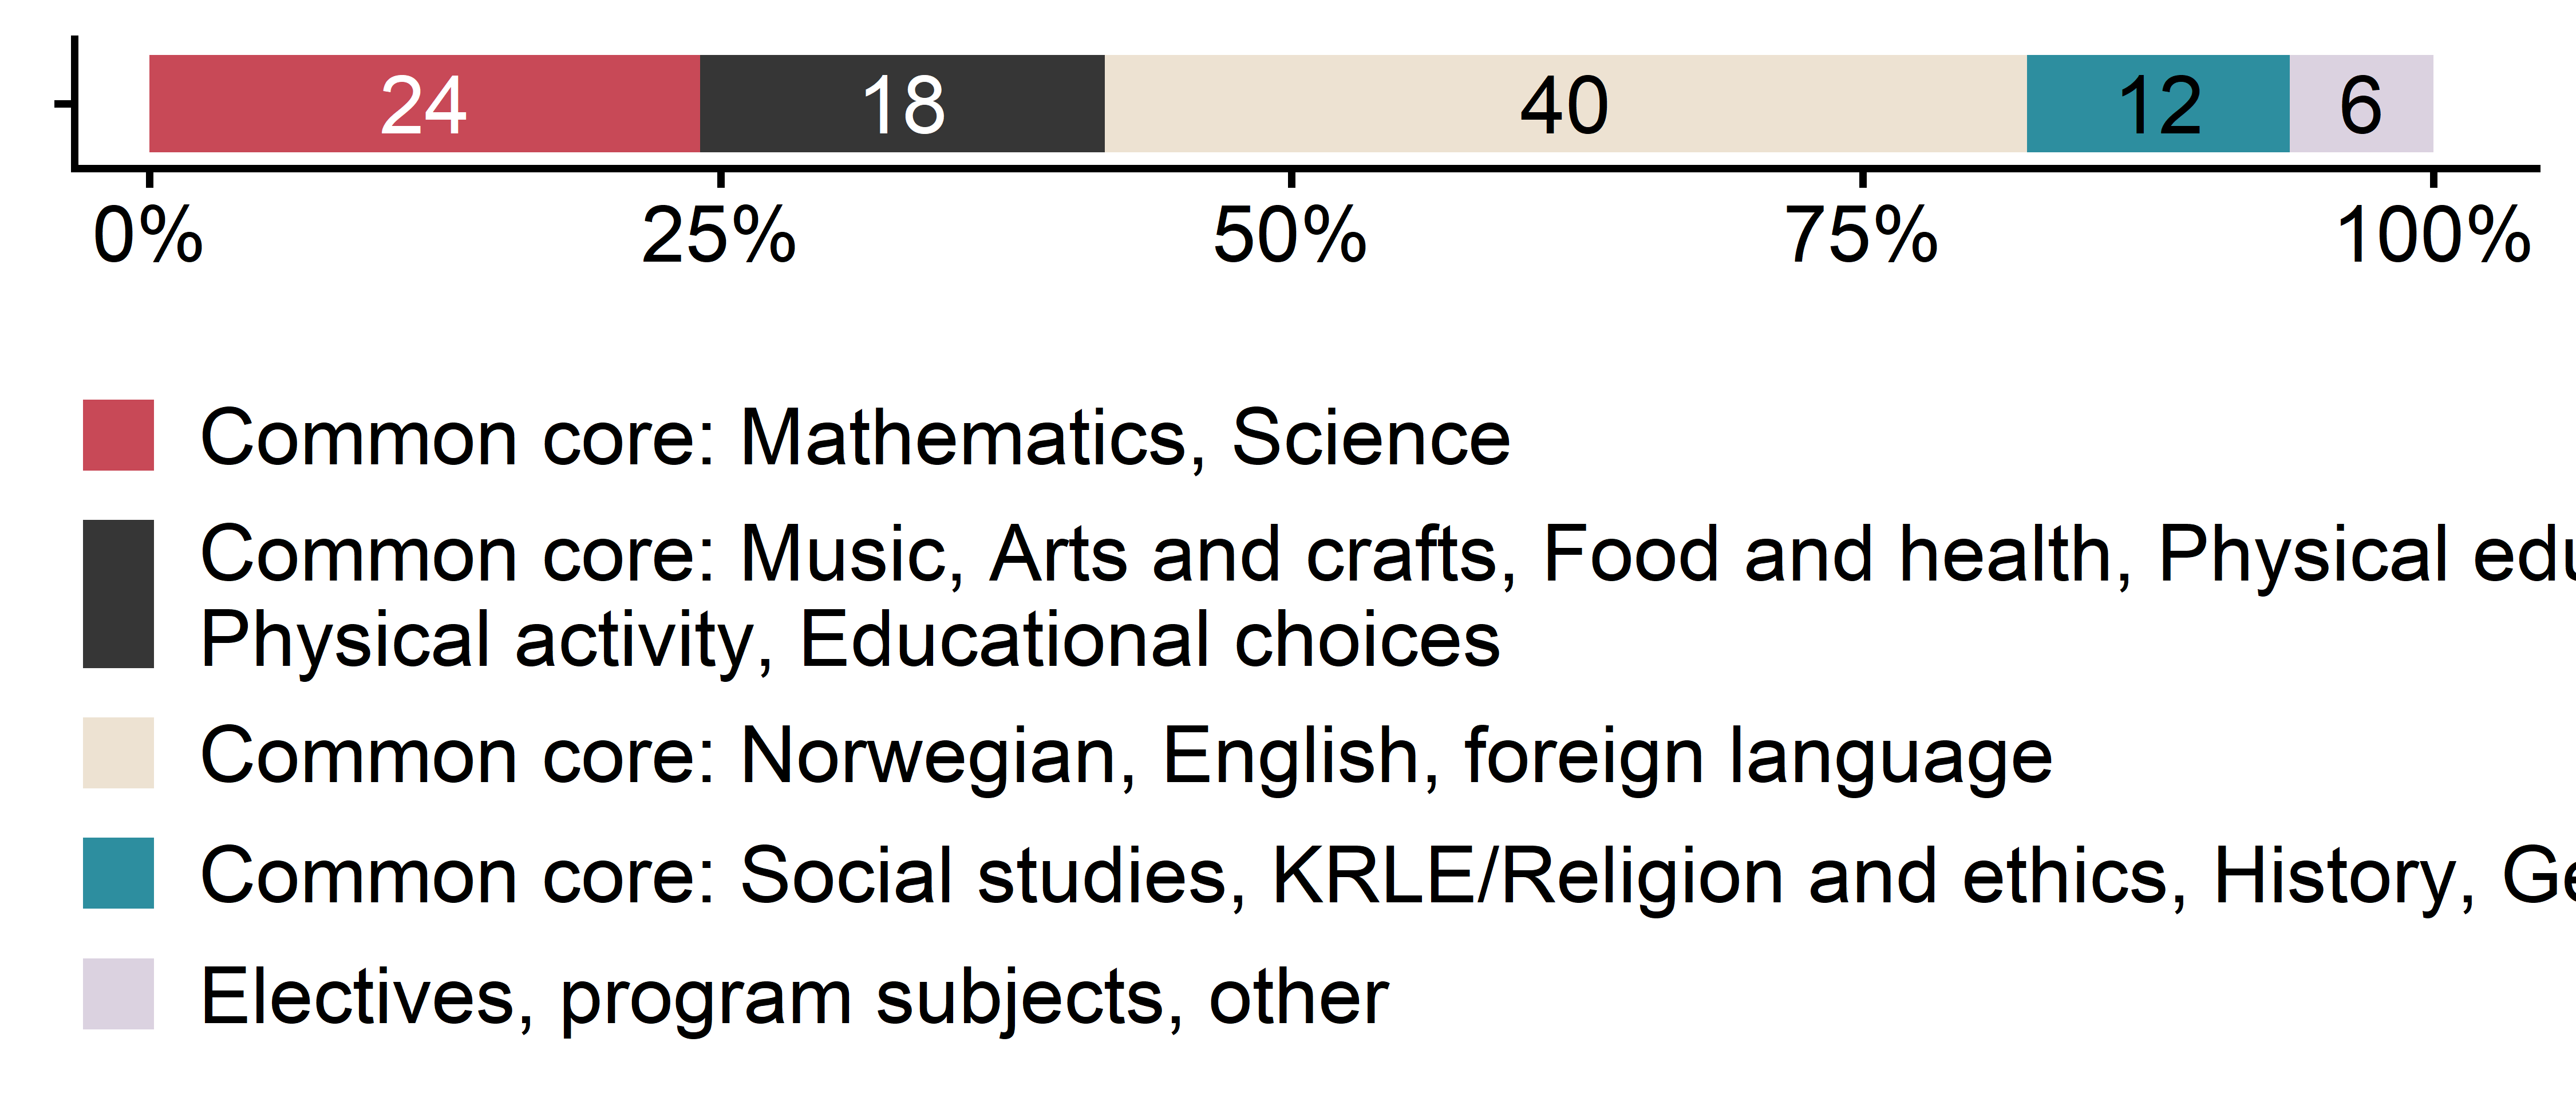 24 18 40 12 6
0% 25% 50% 75% 100%
Common core: Mathematics, Science
Common core: Music, Arts and crafts, Food and health, Physical
Physical activity, Educational choices
Common core: Norwegian, English, foreign language
Common core: Social studies, KRLE/Religion and ethics, History,
Electives, program subjects, other